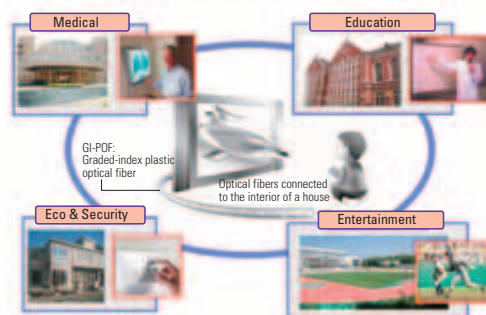 Medical
Education
GI-POF:
Graded-index plastic
optical fiber
Optical fibers connected
to the interior of a house
Eco & Security
Entertainment